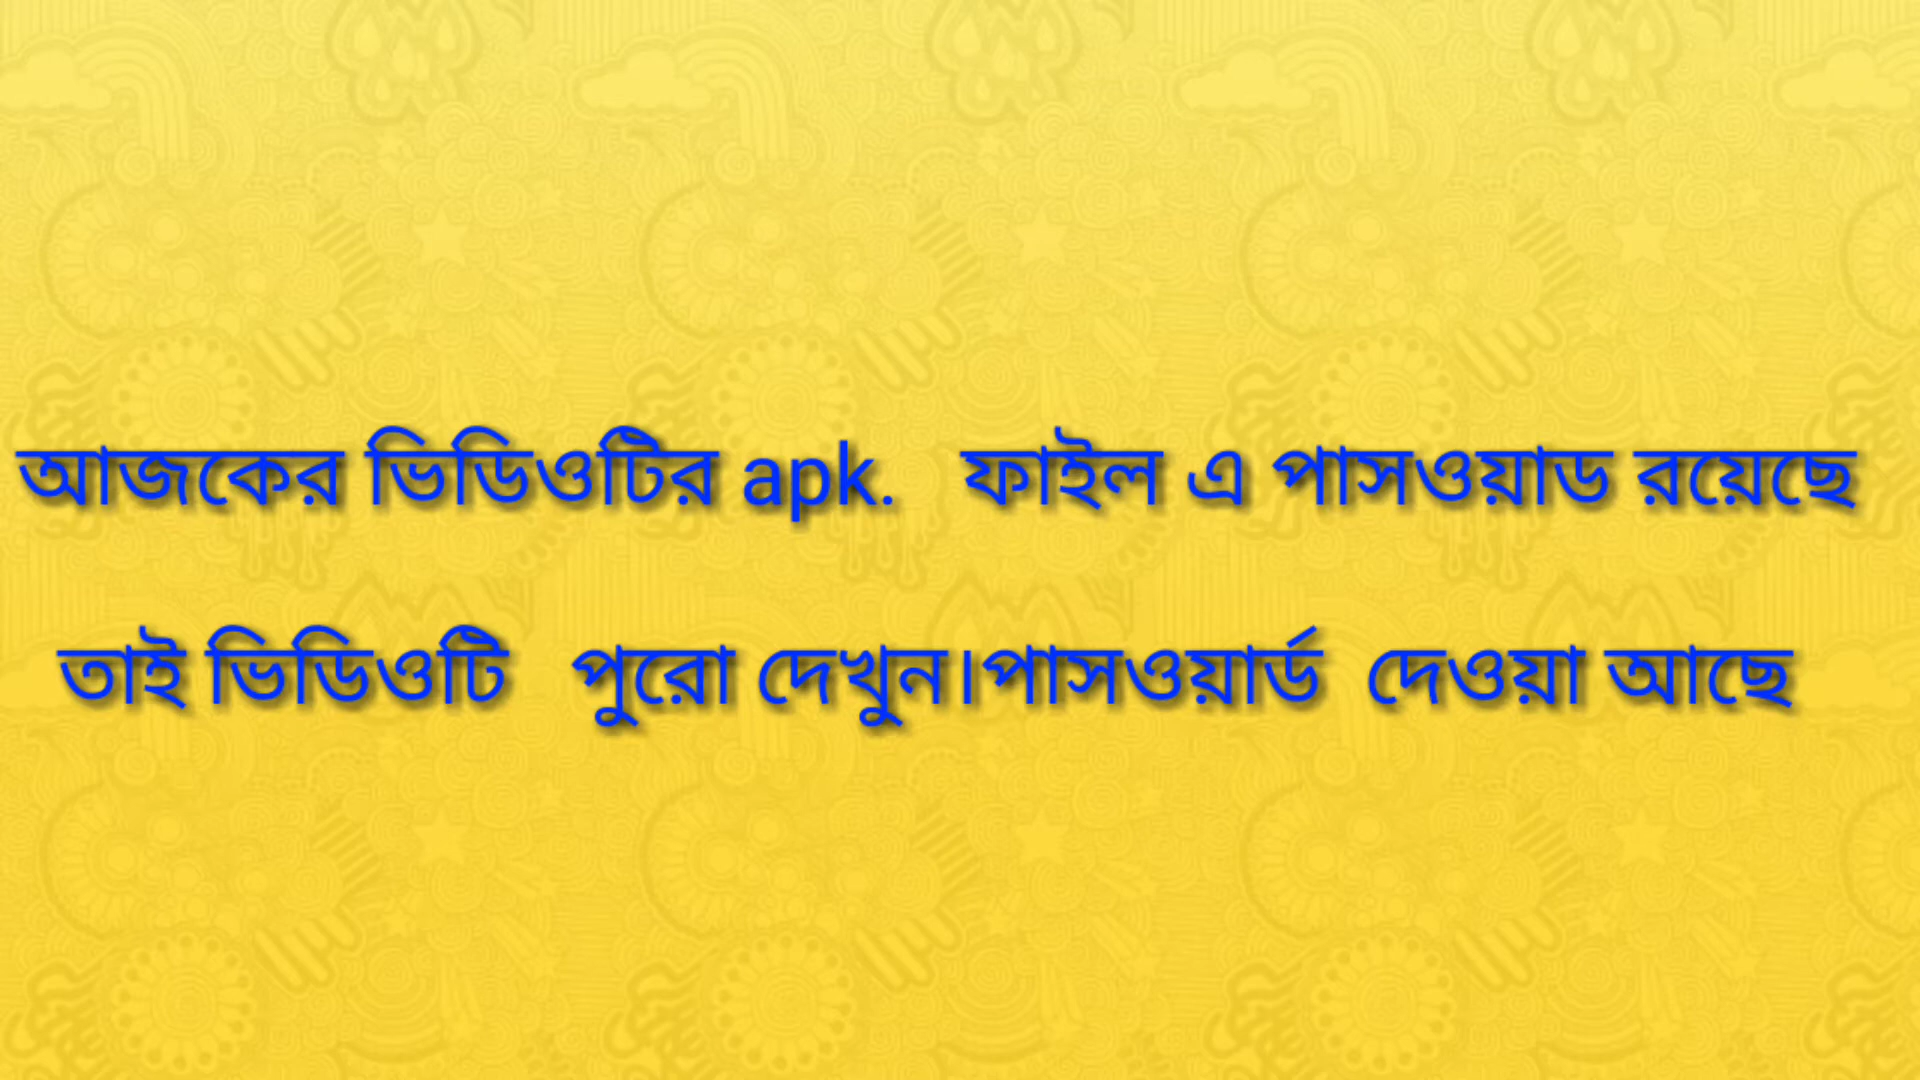 আজকের ভিডিওটির apk. ফাইল এ পাসওয়াড রয়েছে
তাই ভিডিওটি পুরো দেখুন।পাসওয়ার্ড দেওয়া আছে